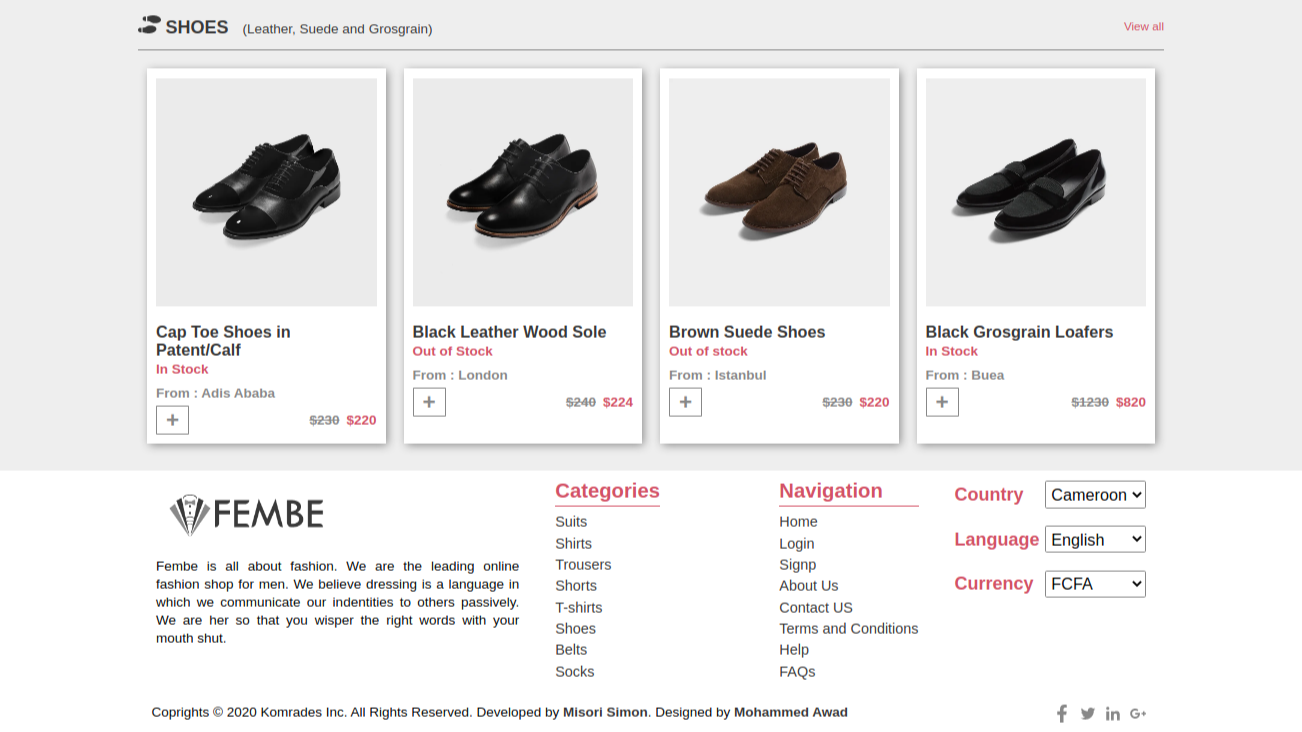 SHOES (Leather, Suede and Grosgrain) View all
Cap Toe Shoes in
Patent/Calf
In Stock
From : Adis Ababa
+ $230 $220
Black Leather Wood Sole
Out of Stock
From : London
+ $240 $224
Brown Suede Shoes
Out of stock
From : Istanbul
+ $230 $220
Black Grosgrain Loafers
In Stock
From : Buea
+ $1230 $820
FEMBE
Fembe is all about fashion. We are the leading online
fashion shop for men. We believe dressing is a language in
which we communicate our indentities to others passively.
We are her so that you wisper the right words with your
mouth shut.
Categories
Suits
Shirts
Trousers
Shorts
T-shirts
Shoes
Belts
Socks
Navigation
Home
Login
Signp
About Us
Contact US
Terms and Conditions
Help
FAQs
Country Cameroon
Language English
Currency FCFA
Coprights © 2020 Komrades Inc. All Rights Reserved. Developed by Misori Simon. Designed by Mohammed Awad
f in G+